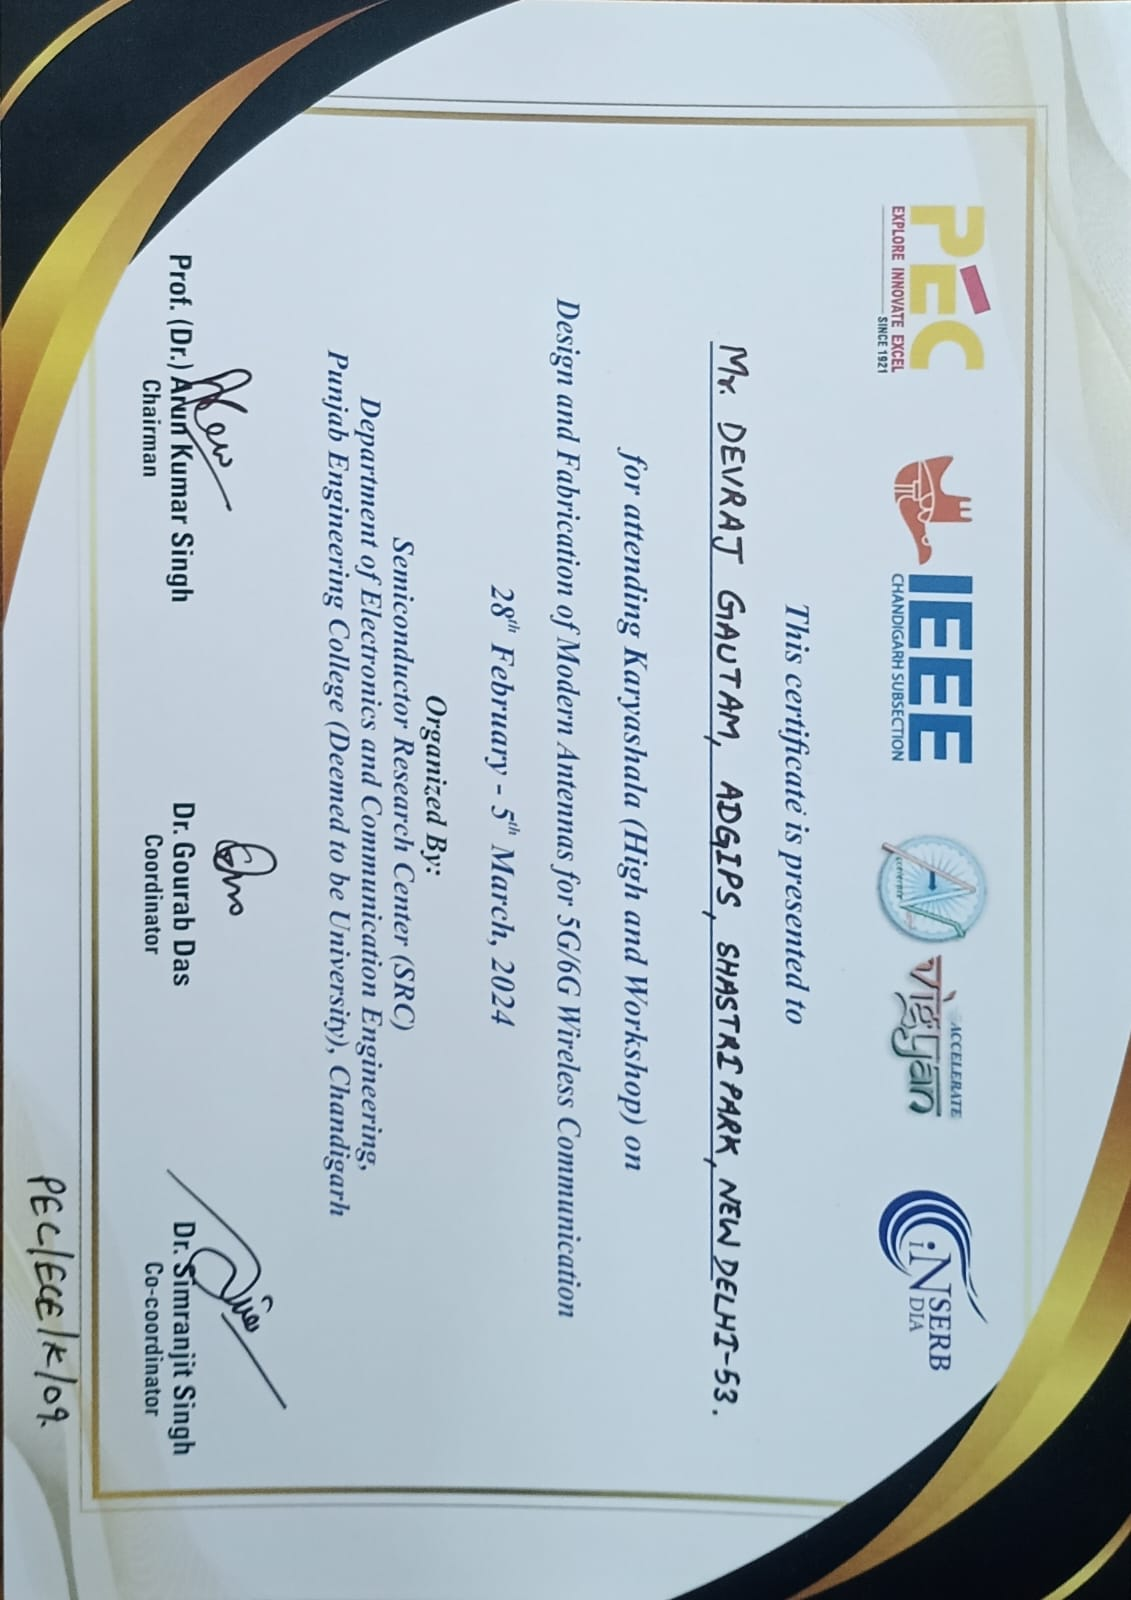 PEC
EXPLORE INNOVATE EXCEL
SINCE 1921
IEEE
CHANDIGARH SUBSECTION
ACCELERATE
vigyan
SERB
iN
DIA
This certificate is presented to
Mr. DEVRAJ GAUTAM, ADGIPS, SHASTRI PARK, NEW DELHI-53.
for attending Karyashala (High and Workshop) on
Design and Fabrication of Modern Antennas for 5G/6G Wireless Communication
28th February - 5th March, 2024
Organized By:
Semiconductor Research Center (SRC)
Department of Electronics and Communication Engineering,
Punjab Engineering College (Deemed to be University), Chandigarh
Prof. (Dr.) Arun Kumar Singh
Chairman
Dr. Gourab Das
Coordinator
Dr. Simranjit Singh
Co-coordinator
PEC/ECE/K/09.